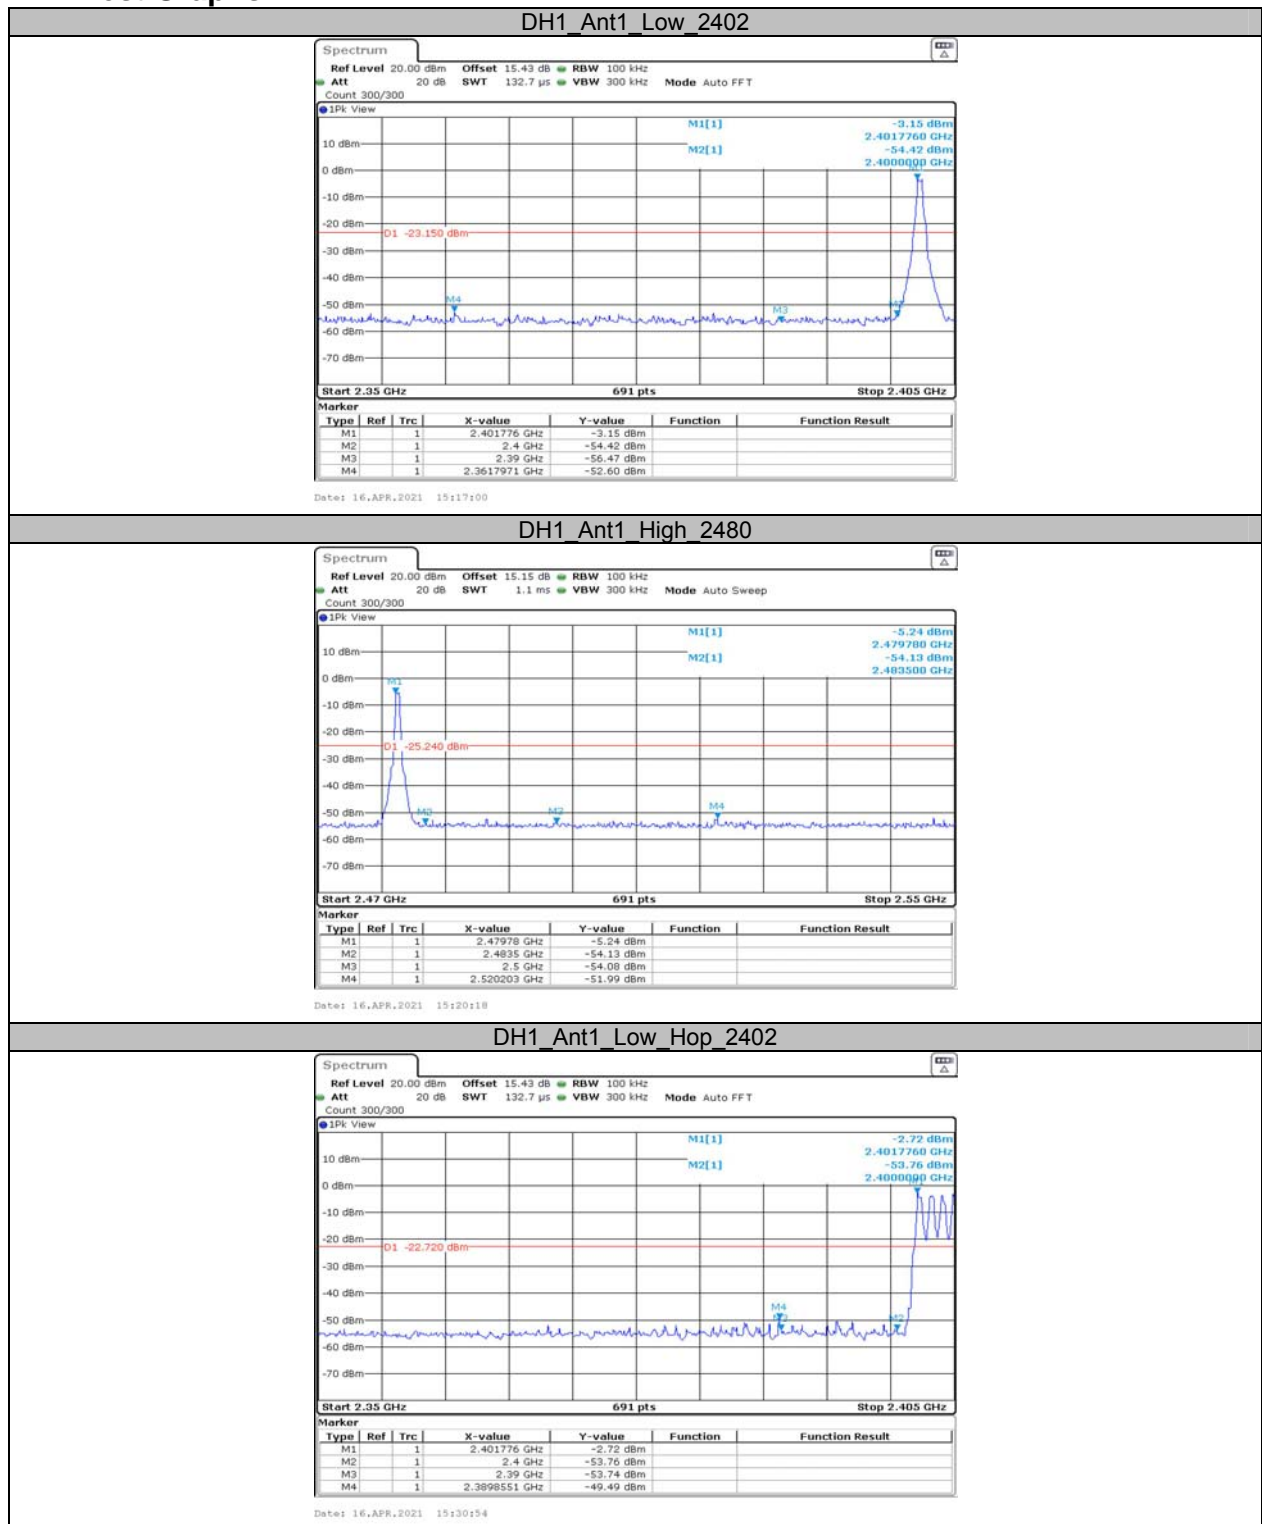 DH1_Ant1_Low_2402
Spectrum
Ref Level 20.00 dBm Offset 15.43 dB RBW 100 kHz
Att 20 dB SWT 132.7 µs VBW 300 kHz Mode Auto FFT
Count 300/300
1Pk View
M1[1] -3.15 dBm
2.4017760 GHz
10 dBm
M2[1] -54.42 dBm
2.4000000 GHz
0 dBm
M1
-10 dBm
-20 dBm
D1 -23.150 dBm
-30 dBm
-40 dBm
-50 dBm
M4
M3
-60 dBm
-70 dBm
Start 2.35 GHz 691 pts Stop 2.405 GHz
Marker
Type Ref Trc X-value Y-value Function Function Result
M1 1 2.401776 GHz -3.15 dBm
M2 1 2.4 GHz -54.42 dBm
M3 1 2.39 GHz -56.47 dBm
M4 1 2.3617971 GHz -52.60 dBm
Date: 16.APR.2021 15:17:00
DH1_Ant1_High_2480
Spectrum
Ref Level 20.00 dBm Offset 15.15 dB RBW 100 kHz
Att 20 dB SWT 1.1 ms VBW 300 kHz Mode Auto Sweep
Count 300/300
1Pk View
M1[1] -5.24 dBm
2.479780 GHz
10 dBm
M2[1] -54.13 dBm
2.483500 GHz
0 dBm
M1
-10 dBm
-20 dBm
D1 -25.240 dBm
-30 dBm
-40 dBm
-50 dBm
M4
-60 dBm
-70 dBm
Start 2.47 GHz 691 pts Stop 2.55 GHz
Marker
Type Ref Trc X-value Y-value Function Function Result
M1 1 2.47978 GHz -5.24 dBm
M2 1 2.4835 GHz -54.13 dBm
M3 1 2.5 GHz -54.08 dBm
M4 1 2.520203 GHz -51.99 dBm
Date: 16.APR.2021 15:20:18
DH1_Ant1_Low_Hop_2402
Spectrum
Ref Level 20.00 dBm Offset 15.43 dB RBW 100 kHz
Att 20 dB SWT 132.7 µs VBW 300 kHz Mode Auto FFT
Count 300/300
1Pk View
M1[1] -2.72 dBm
2.4017760 GHz
10 dBm
M2[1] -53.76 dBm
2.4000000 GHz
0 dBm
M1
-10 dBm
-20 dBm
D1 -22.720 dBm
-30 dBm
-40 dBm
M4
-50 dBm
M2
-60 dBm
-70 dBm
Start 2.35 GHz 691 pts Stop 2.405 GHz
Marker
Type Ref Trc X-value Y-value Function Function Result
M1 1 2.401776 GHz -2.72 dBm
M2 1 2.4 GHz -53.76 dBm
M3 1 2.39 GHz -53.74 dBm
M4 1 2.3898551 GHz -49.49 dBm
Date: 16.APR.2021 15:30:54